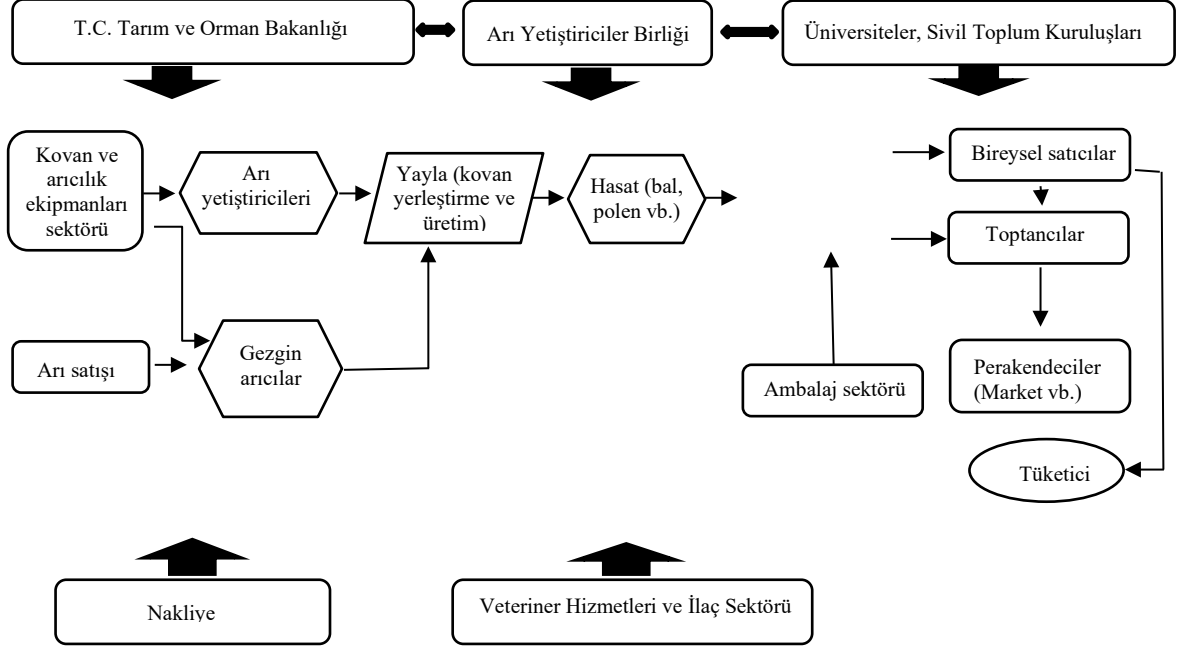 T.C. Tarım ve Orman Bakanlığı
Arı Yetiştiriciler Birliği
Üniversiteler, Sivil Toplum Kuruluşları
Kovan ve
arıcılık
ekipmanları
sektörü
Arı
yetiştiricileri
Yayla (kovan
yerleştirme ve
üretim)
Hasat (bal,
polen vb.)
Bireysel satıcılar
Toptancılar
Arı satışı
Gezgin
arıcılar
Ambalaj sektörü
Perakendeciler
(Market vb.)
Tüketici
Nakliye
Veteriner Hizmetleri ve İlaç Sektörü